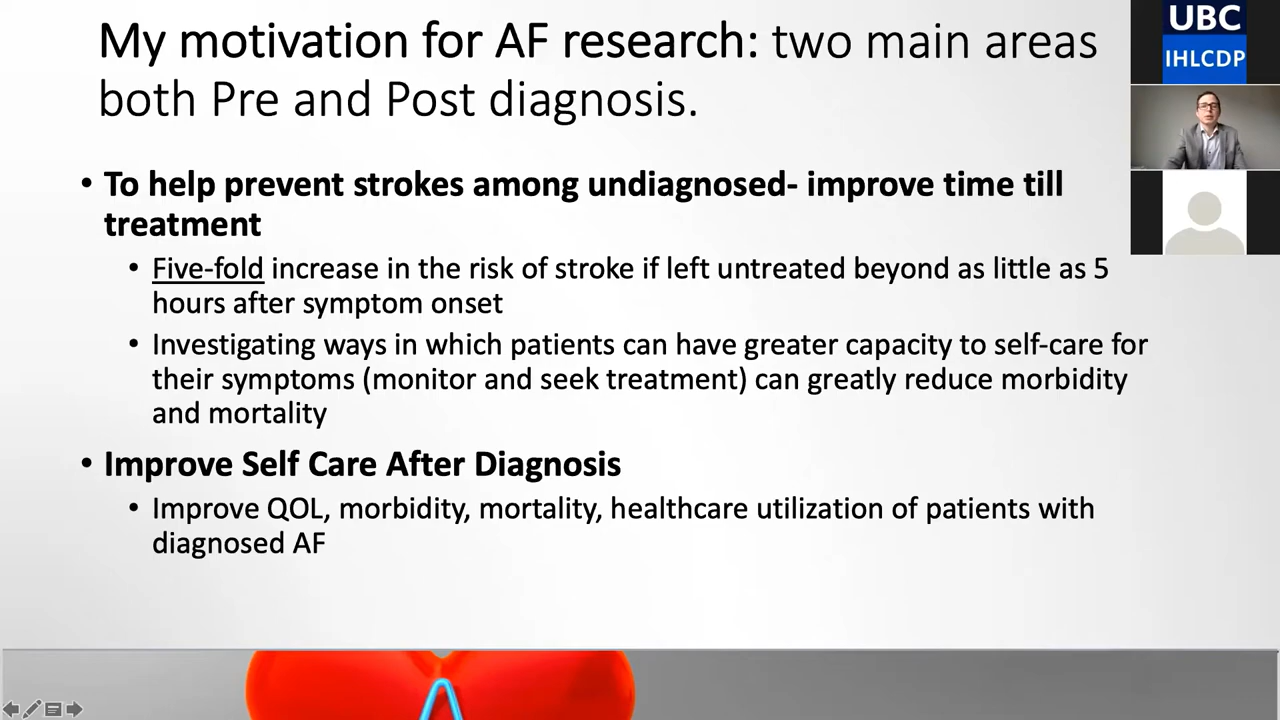 My motivation for AF research: two main areas
both Pre and Post diagnosis.
UBC
IHLCDP
• To help prevent strokes among undiagnosed- improve time till
treatment
• Five-fold increase in the risk of stroke if left untreated beyond as little as 5
hours after symptom onset
• Investigating ways in which patients can have greater capacity to self-care for
their symptoms (monitor and seek treatment) can greatly reduce morbidity
and mortality
• Improve Self Care After Diagnosis
• Improve QOL, morbidity, mortality, healthcare utilization of patients with
diagnosed AF